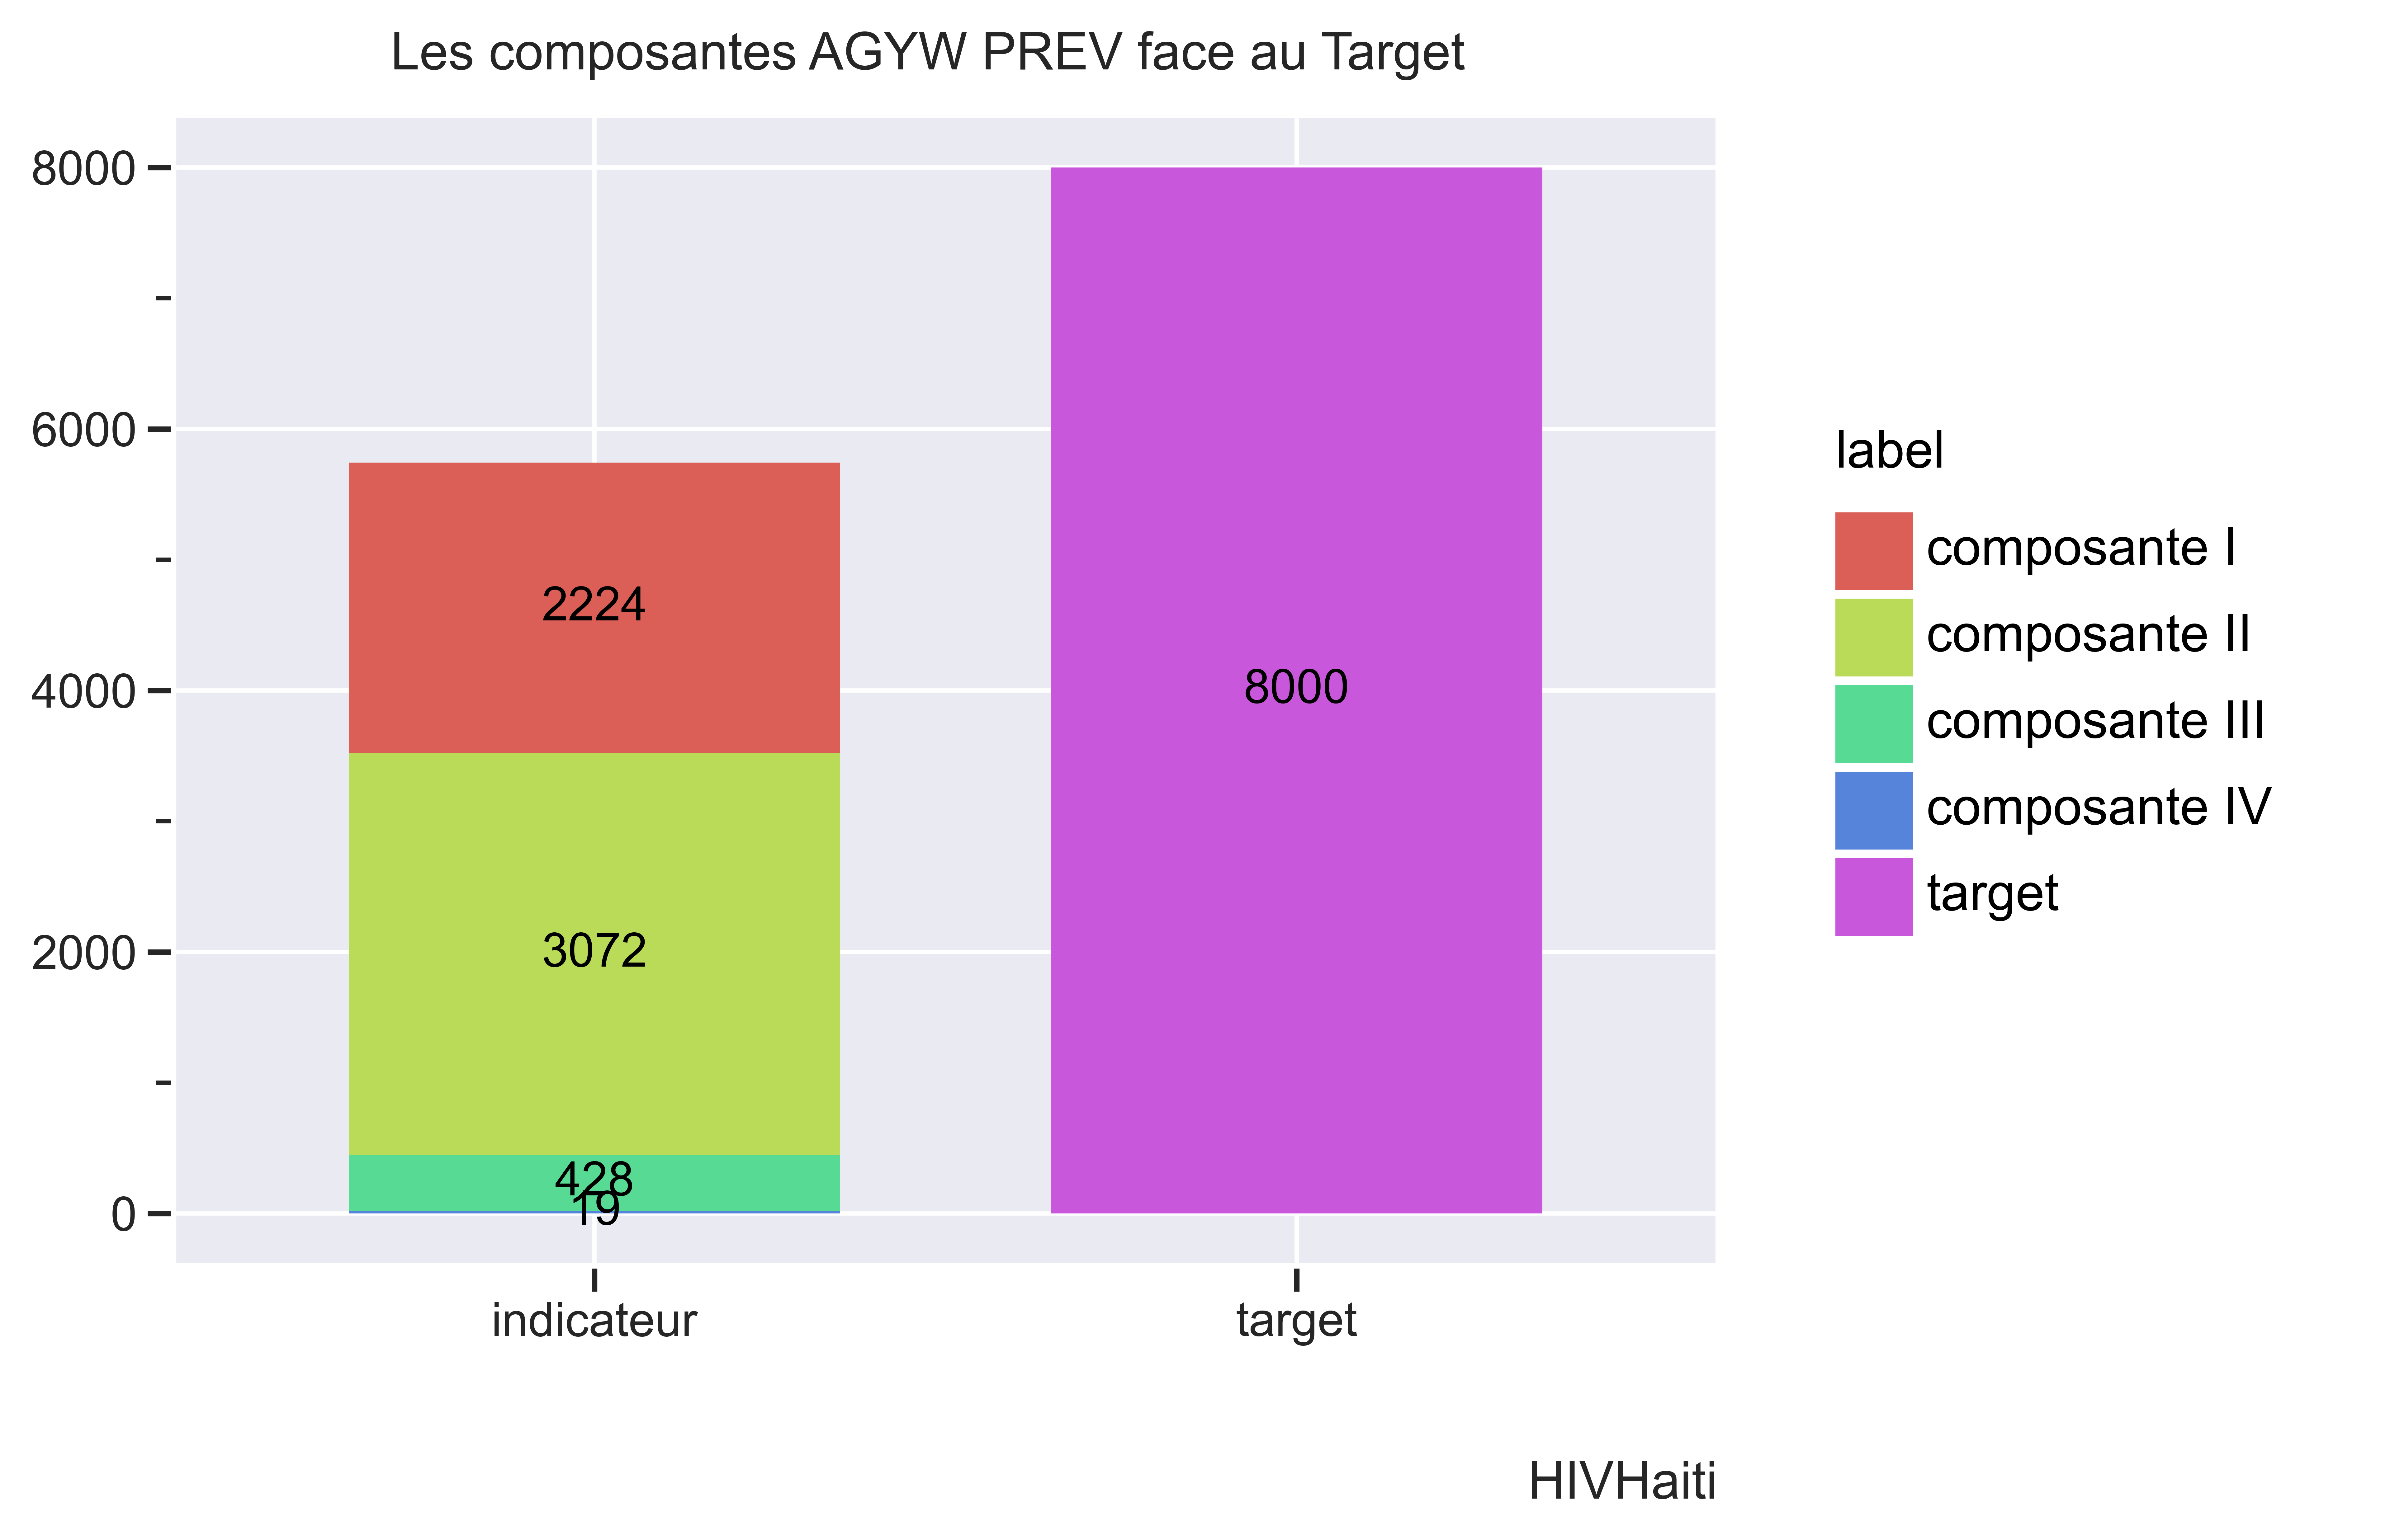 Les composantes AGYW PREV face au Target
8000
6000
4000
2000
0
2224
3072
428
19
8000
indicateur
target
label
composante I
composante II
composante III
composante IV
target
HIVHaiti